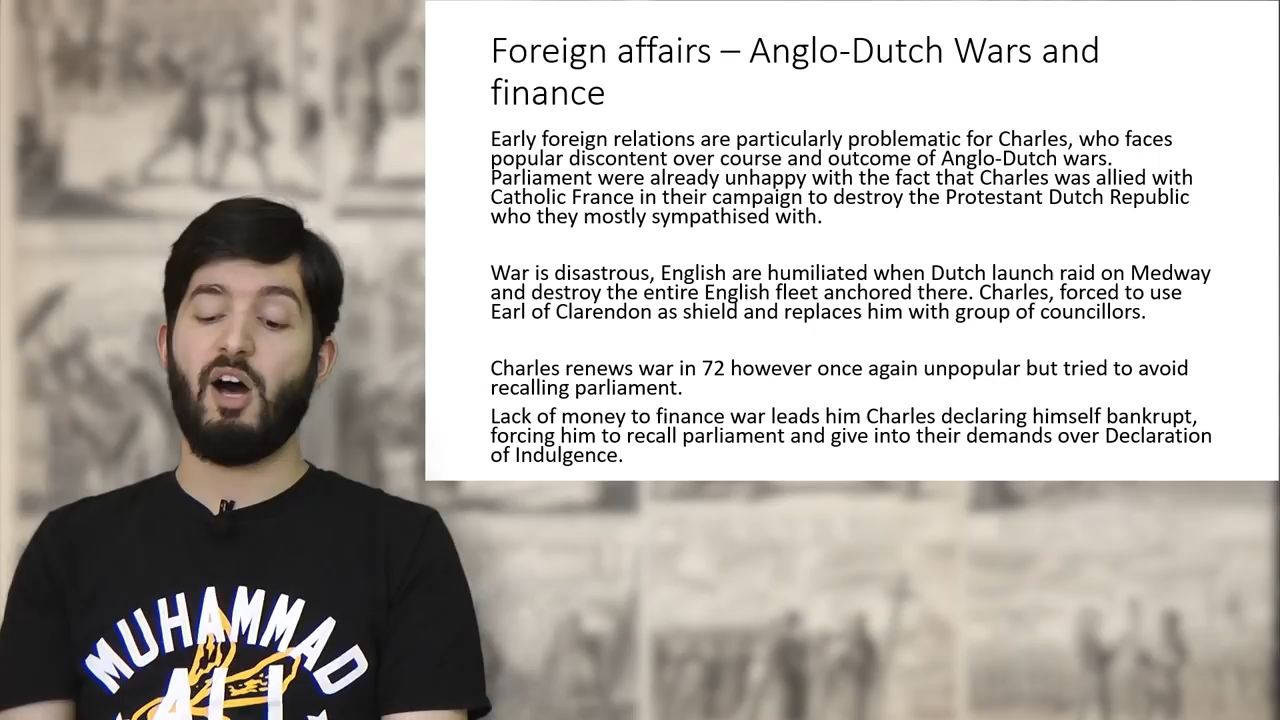 Foreign affairs – Anglo-Dutch Wars and
finance
Early foreign relations are particularly problematic for Charles, who faces
popular discontent over course and outcome of Anglo-Dutch wars.
Parliament were already unhappy with the fact that Charles was allied with
Catholic France in their campaign to destroy the Protestant Dutch Republic
who they mostly sympathised with.
War is disastrous, English are humiliated when Dutch launch raid on Medway
and destroy the entire English fleet anchored there. Charles, forced to use
Earl of Clarendon as shield and replaces him with group of councillors.
Charles renews war in 72 however once again unpopular but tried to avoid
recalling parliament.
Lack of money to finance war leads him Charles declaring himself bankrupt,
forcing him to recall parliament and give into their demands over Declaration
of Indulgence.
MUHAMMAD
ALI